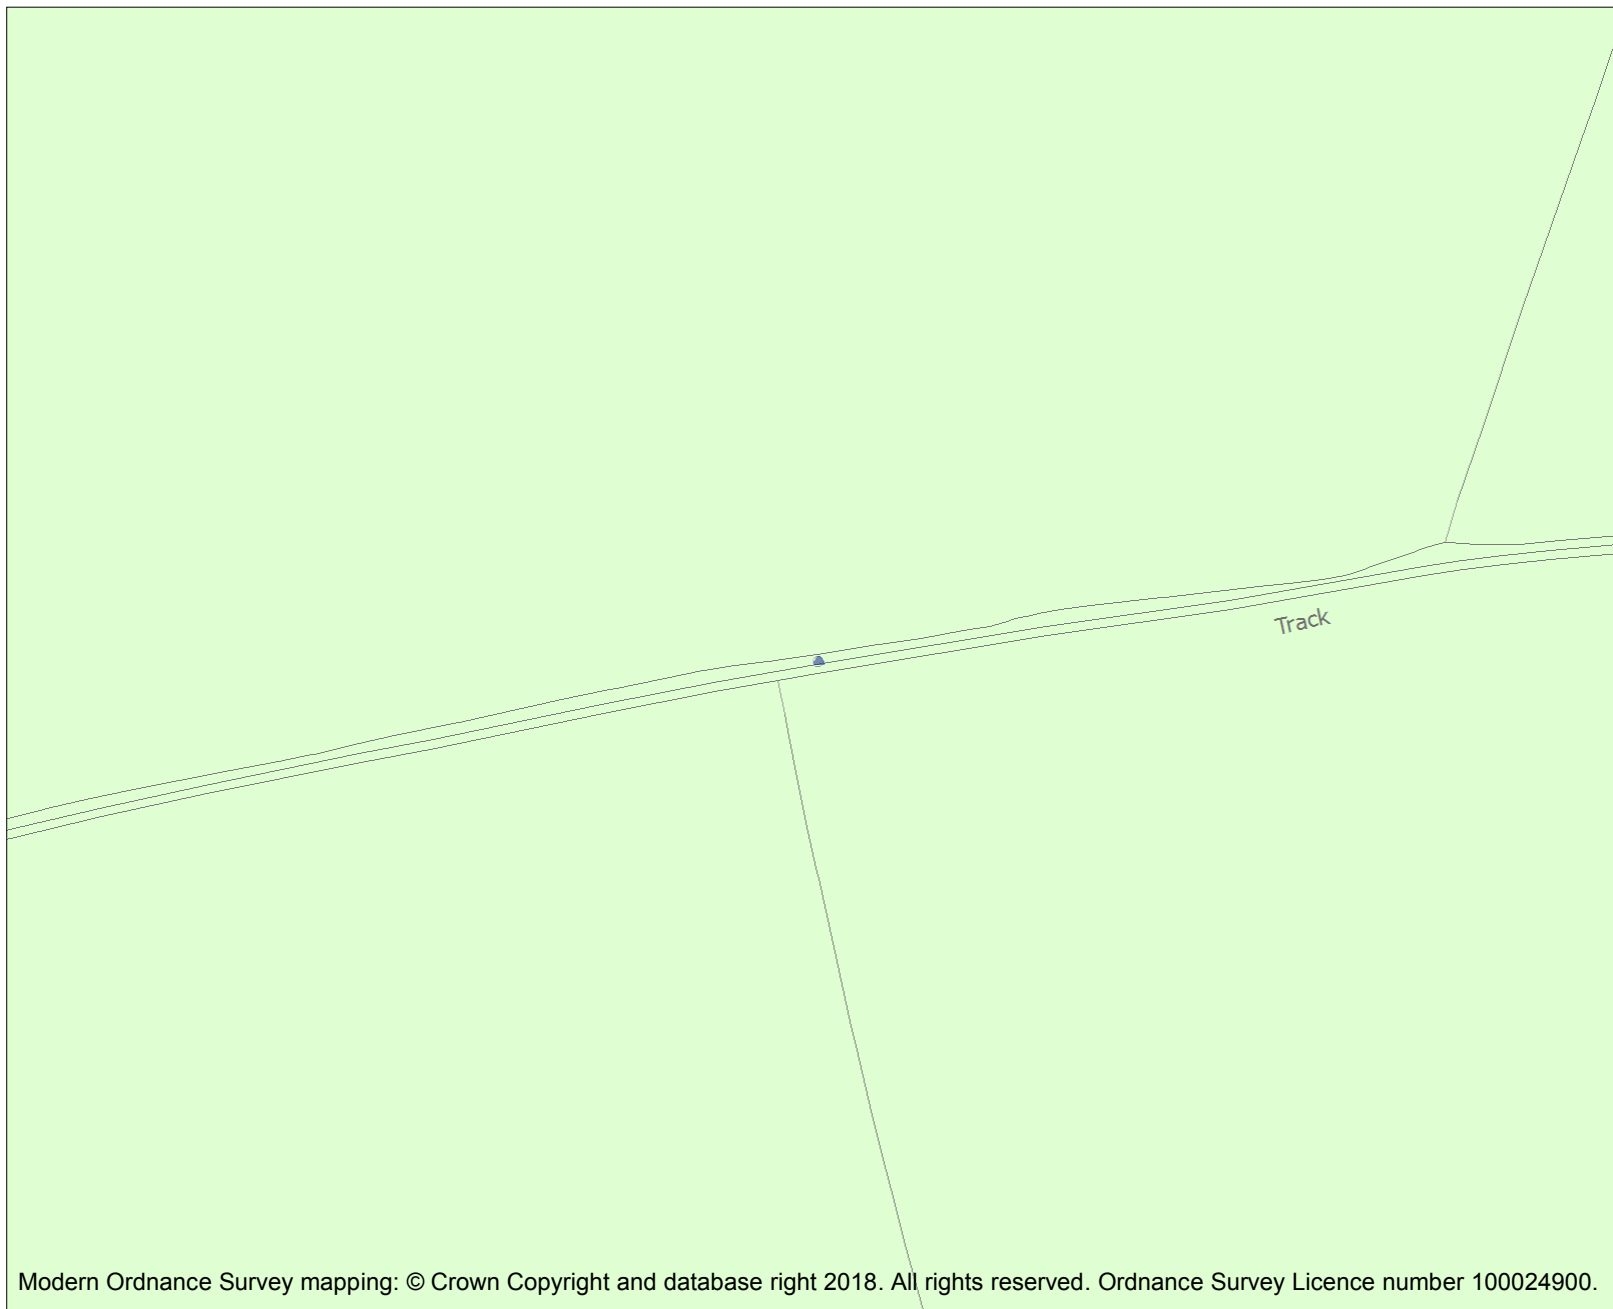 Track
Modern Ordnance Survey mapping: © Crown Copyright and database right 2018. All rights reserved. Ordnance Survey Licence number 100024900.